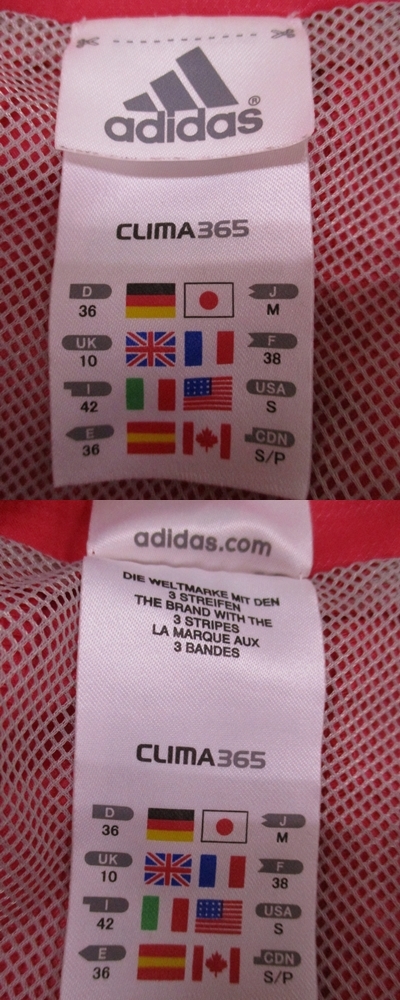 adidas®
CLIMA365
D J
36 M
UK F
10 38
I USA
42 S
E CDN
36 S/P
adidas.com
DIE WELTMARKE MIT DEN
3 STREIFEN
THE BRAND WITH THE
3 STRIPES
LA MARQUE AUX
3 BANDES
CLIMA365
D J
36 M
UK F
10 38
I USA
42 S
E CDN
36 S/P